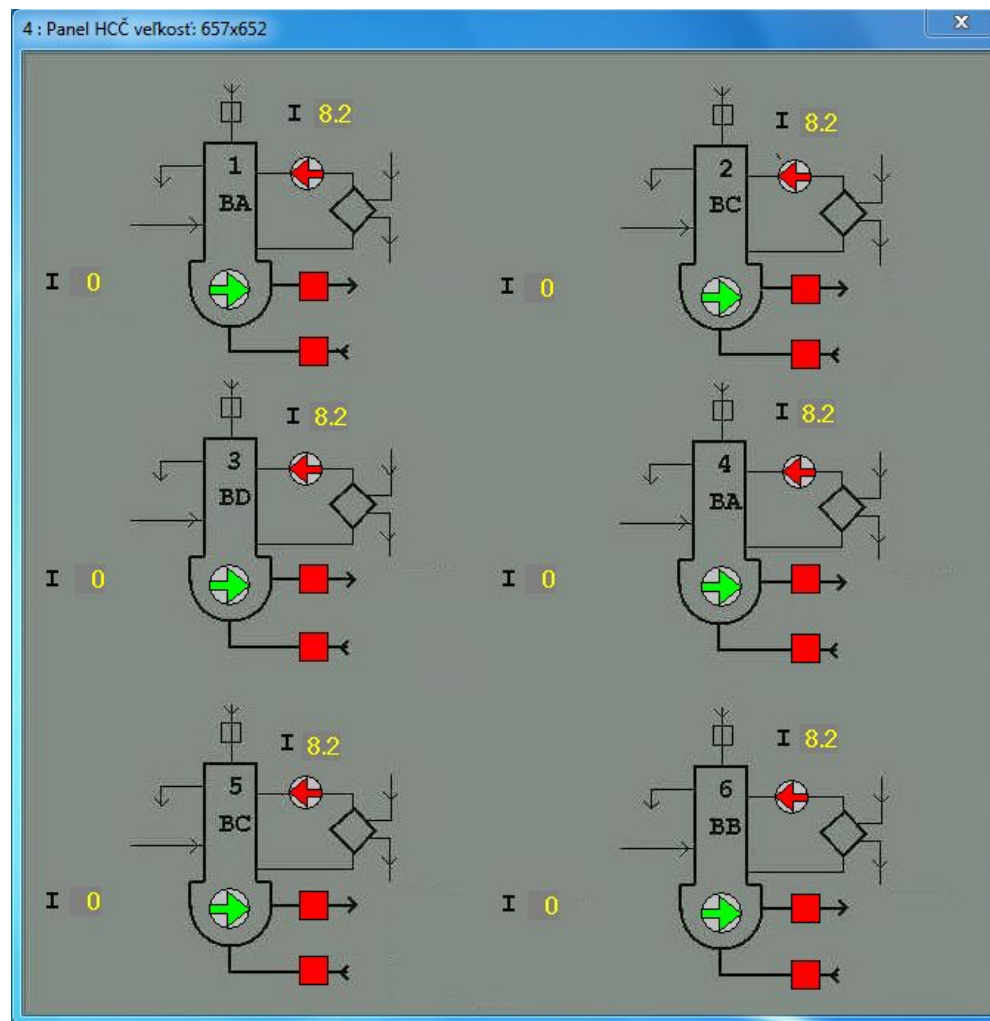 4 : Panel HCČ veľkosť: 657x652
I 8.2
I 8.2
1
BA
2
BC
I 0
I 0
I 8.2
I 8.2
3
BD
4
BA
I 0
I 0
I 8.2
I 8.2
5
BC
6
BB
I 0
I 0